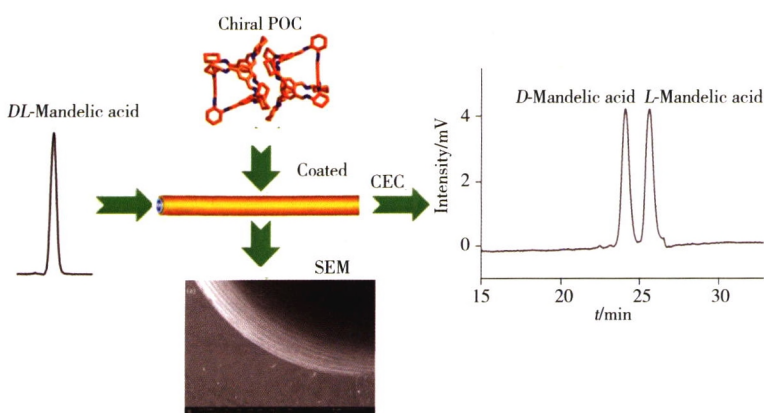 Chiral POC
DL-Mandelic acid
Coated
CEC
SEM
D-Mandelic acid L-Mandelic acid
Intensity/mV
4
2
0
15 20 25 30
t/min